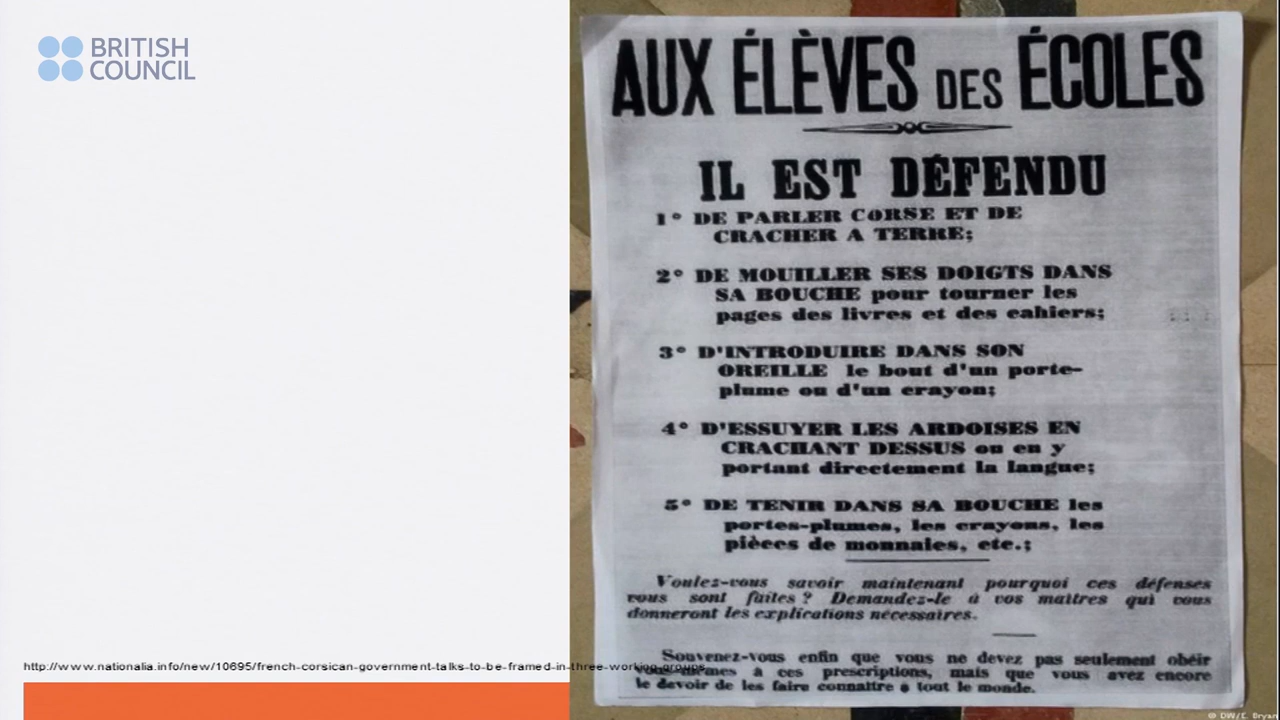 BRITISH
COUNCIL
AUX ÉLÈVES DES ÉCOLES
IL EST DÉFENDU
1° DE PARLER CORSE ET DE
CRACHER A TERRE;
2° DE MOUILLER SES DOIGTS DANS
SA BOUCHE pour tourner les
pages des livres et des cahiers;
3° D'INTRODUIRE DANS SON
OREILLE le bout d'un porte-
plume ou d'un crayon;
4° D'ESSUYER LES ARDOISES EN
CRACHANT DESSUS ou en y
portant directement la langue;
5° DE TENIR DANS SA BOUCHE les
portes-plumes, les crayons, les
pièces de monnaies, etc.;
Voulez-vous savoir maintenant pourquoi ces défenses
vous sont faites ? Demandez-le à vos maîtres qui vous
donneront les explications nécessaires.
Souvenez-vous enfin que vous ne devez pas seulement obéir
vous-mêmes à ces prescriptions, mais que vous avez encore
le devoir de les faire connaître à tout le monde.
http://www.nationalia.info/new/10695/french-corsican-government-talks-to-be-framed-in-three-working-groups
© DW/E. Bryan